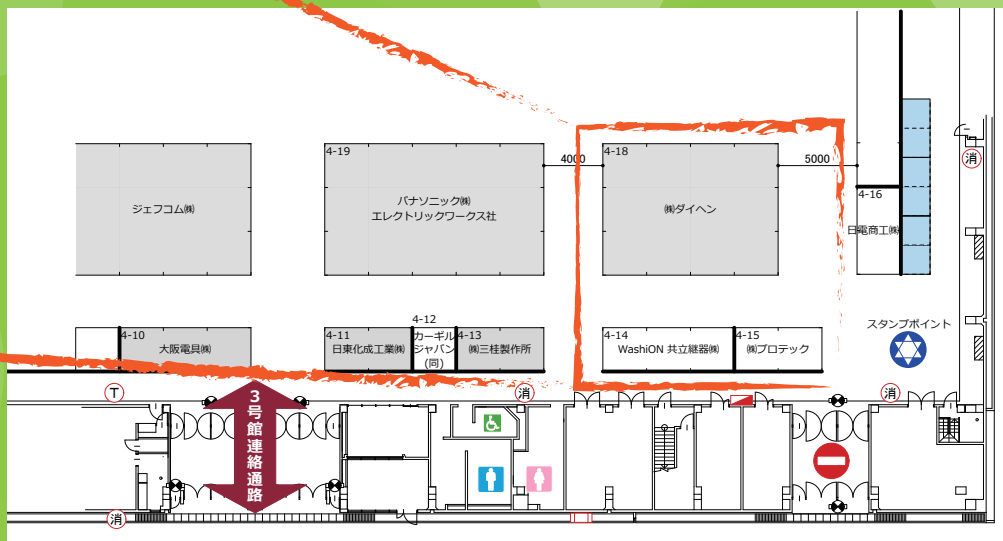 4-19
4000
4-18
5000
ジェフコム㈱
パナソニック㈱
エレクトリックワークス社
㈱ダイヘン
4-16
日電商工㈱
消
4-10
大阪電具㈱
4-11
日東化成工業㈱
4-12
カーギル
ジャパン
(同)
4-13
㈱三桂製作所
4-14
WashiON 共立継器㈱
4-15
㈱プロテック
スタンプポイント
T
消
消
3号館連絡通路
消